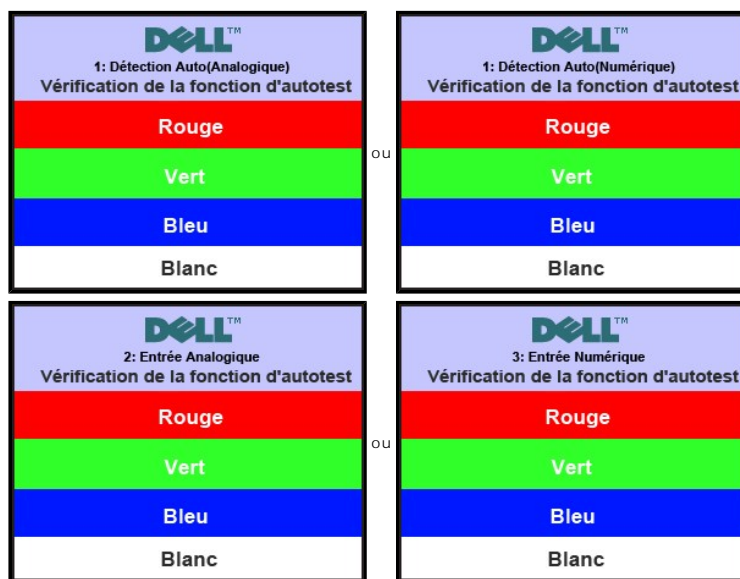 DELL™
1: Détection Auto(Analogique)
Vérification de la fonction d'autotest
Rouge
Vert
Bleu
Blanc
ou
DELL™
1: Détection Auto(Numérique)
Vérification de la fonction d'autotest
Rouge
Vert
Bleu
Blanc
DELL™
2: Entrée Analogique
Vérification de la fonction d'autotest
Rouge
Vert
Bleu
Blanc
ou
DELL™
3: Entrée Numérique
Vérification de la fonction d'autotest
Rouge
Vert
Bleu
Blanc